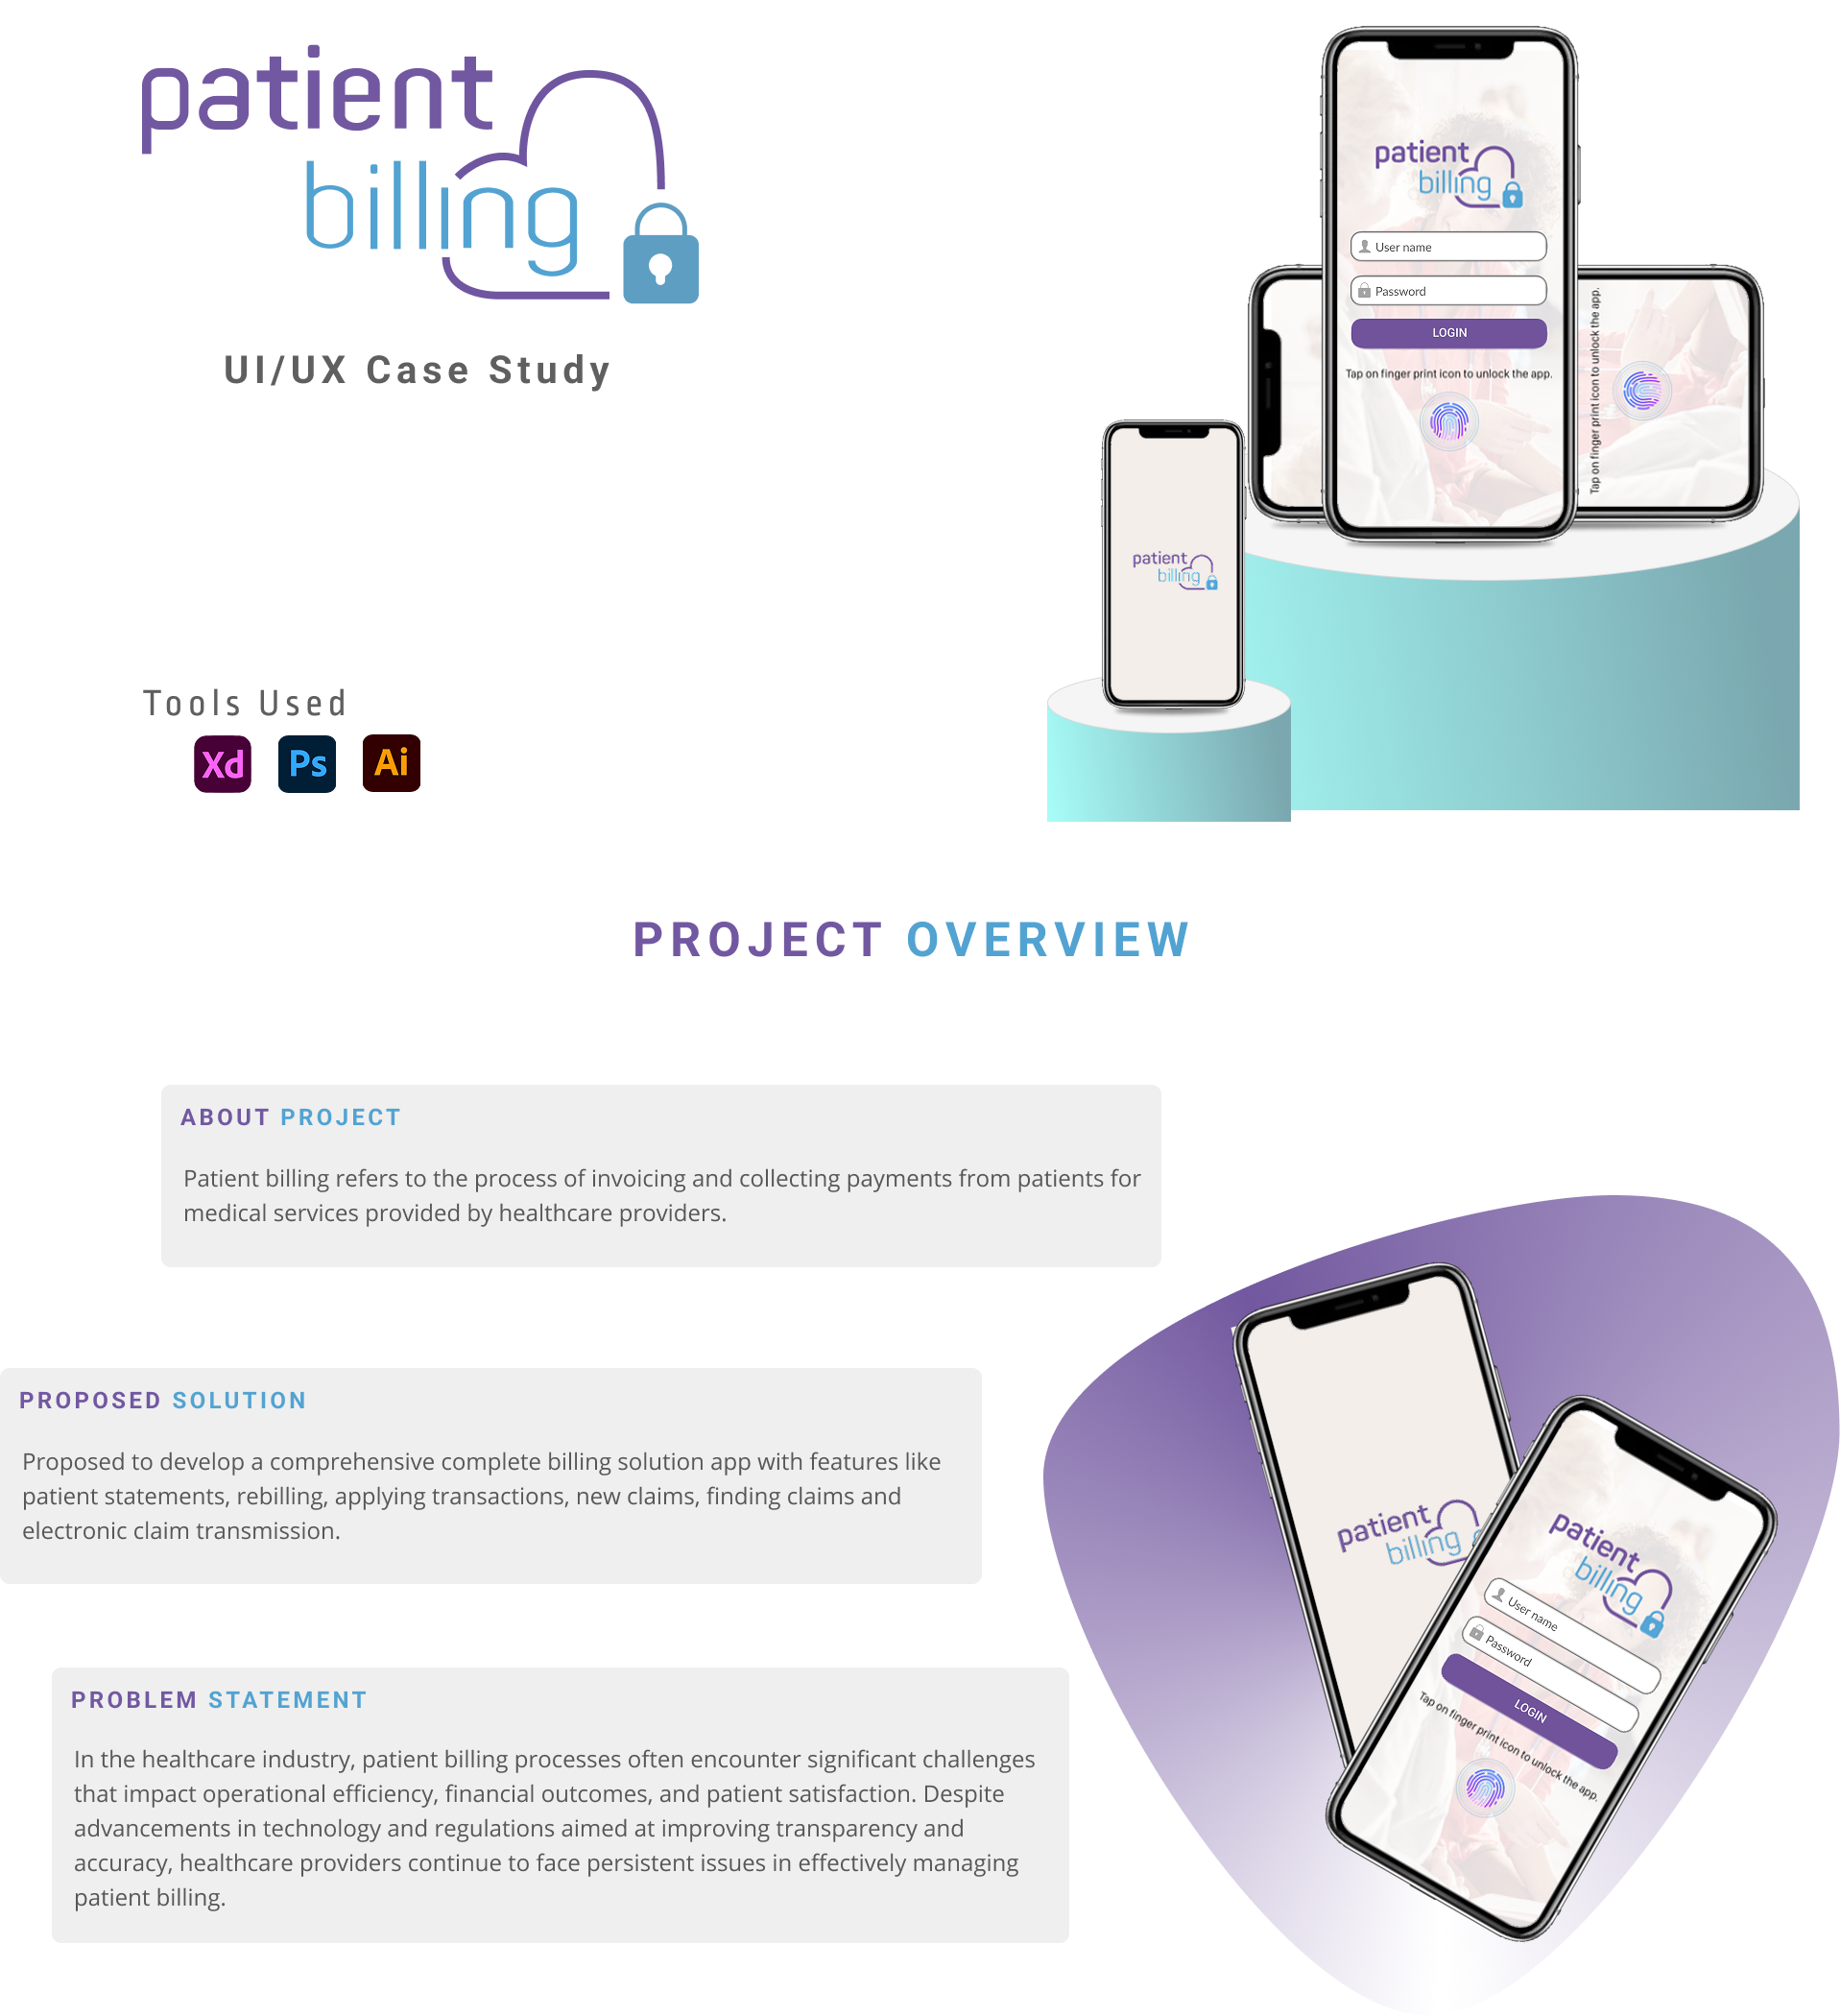 patient
billing
UI/UX Case Study
patient
billing
User name
Password
LOGIN
Tap on finger print icon to unlock the app.
Tap on finger print icon to unlock the app.
patient
billing
Tools Used
Xd Ps Ai
PROJECT OVERVIEW
ABOUT PROJECT
Patient billing refers to the process of invoicing and collecting payments from patients for
medical services provided by healthcare providers.
PROPOSED SOLUTION
Proposed to develop a comprehensive complete billing solution app with features like
patient statements, rebilling, applying transactions, new claims, finding claims and
electronic claim transmission.
PROBLEM STATEMENT
In the healthcare industry, patient billing processes often encounter significant challenges
that impact operational efficiency, financial outcomes, and patient satisfaction. Despite
advancements in technology and regulations aimed at improving transparency and
accuracy, healthcare providers continue to face persistent issues in effectively managing
patient billing.
patient
billing
patient
billing
User name
Password
LOGIN
Tap on finger print icon to unlock the app.